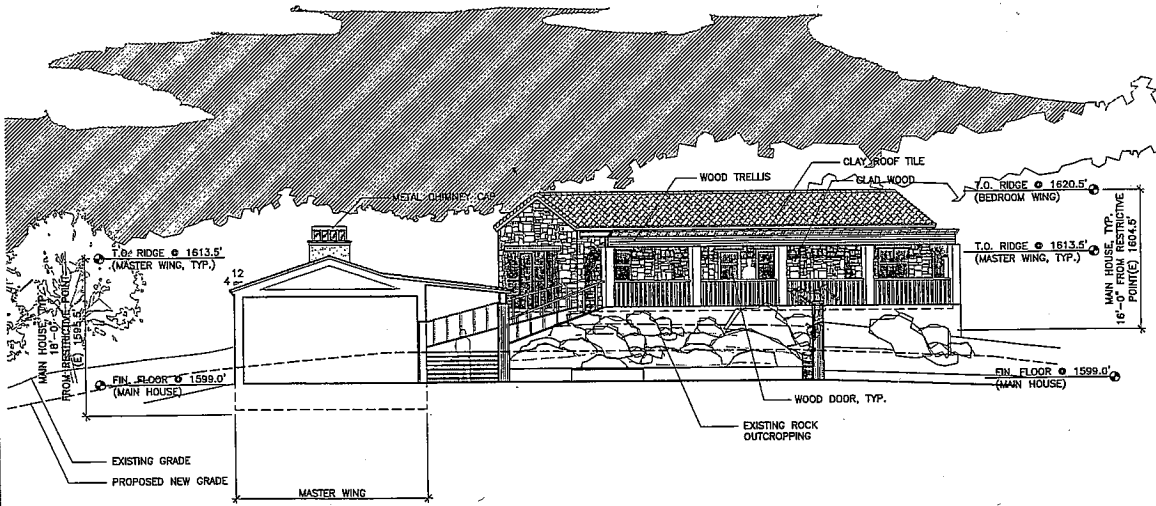 CLAY ROOF TILE
WOOD TRELLIS
CLAD WOOD
METAL CHIMNEY CAP
T.O. RIDGE @ 1620.5'
(BEDROOM WING)
T.O. RIDGE @ 1613.5'
(MASTER WING, TYP.)
T.O. RIDGE @ 1613.5'
(MASTER WING, TYP.)
MAIN HOUSE, TYP.
16'-0" FROM RESTRICTIVE
POINT(E) 1604.5'
12
4
MAIN HOUSE TYP.
18'-0"
FROM RESTRICTIVE POINT
(E) 1595.5'
FIN. FLOOR @ 1599.0'
(MAIN HOUSE)
FIN. FLOOR @ 1599.0'
(MAIN HOUSE)
WOOD DOOR, TYP.
EXISTING ROCK
OUTCROPPING
EXISTING GRADE
PROPOSED NEW GRADE
MASTER WING